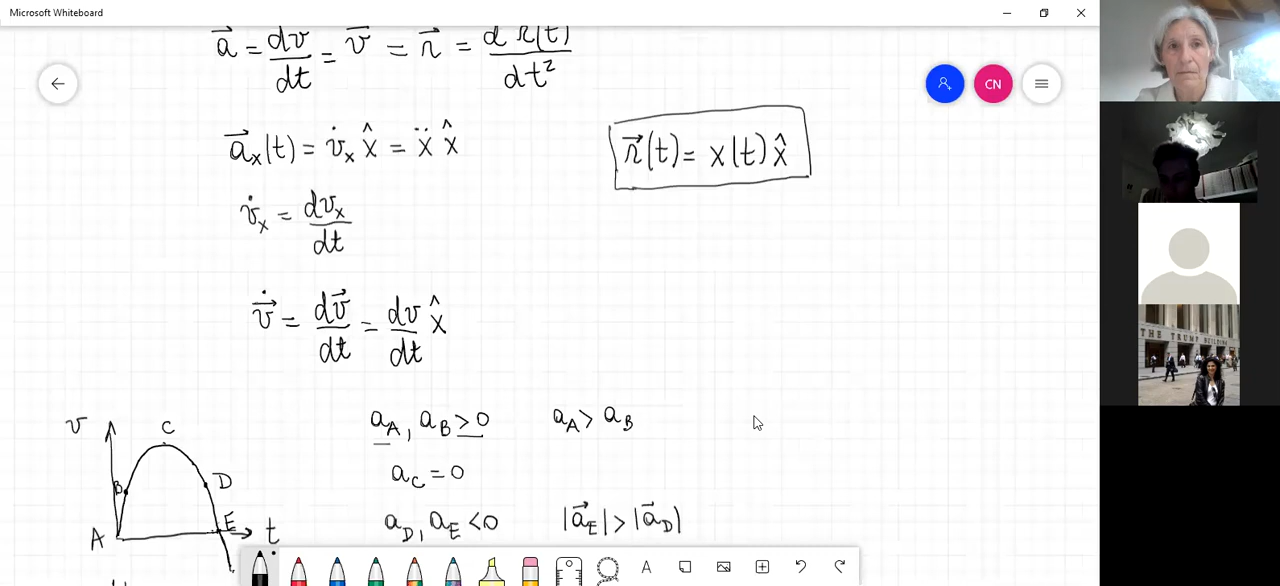 Microsoft Whiteboard
a⃗ = dv/dt = v⃗ = r⃗ = d r(t)/dt²
CN
a⃗ₓ(t) = v̇ₓ x̂ = ẍ x̂
r⃗(t) = x(t) x̂
v̇ₓ = dvₓ/dt
v⃗̇ = dv⃗/dt = dv/dt x̂
THE TRUMP BUILDING
a_A, a_B > 0 a_A > a_B
v
C
a_C = 0
B
D
a_D, a_E < 0 |a⃗_E| > |a⃗_D|
A
E
t
A